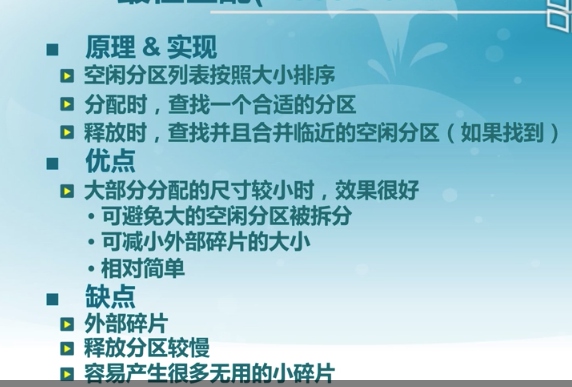 原理 & 实现
空闲分区列表按照大小排序
分配时，查找一个合适的分区
释放时，查找并且合并临近的空闲分区（如果找到）
优点
大部分分配的尺寸较小时，效果很好
·可避免大的空闲分区被拆分
·可减小外部碎片的大小
·相对简单
缺点
外部碎片
释放分区较慢
容易产生很多无用的小碎片